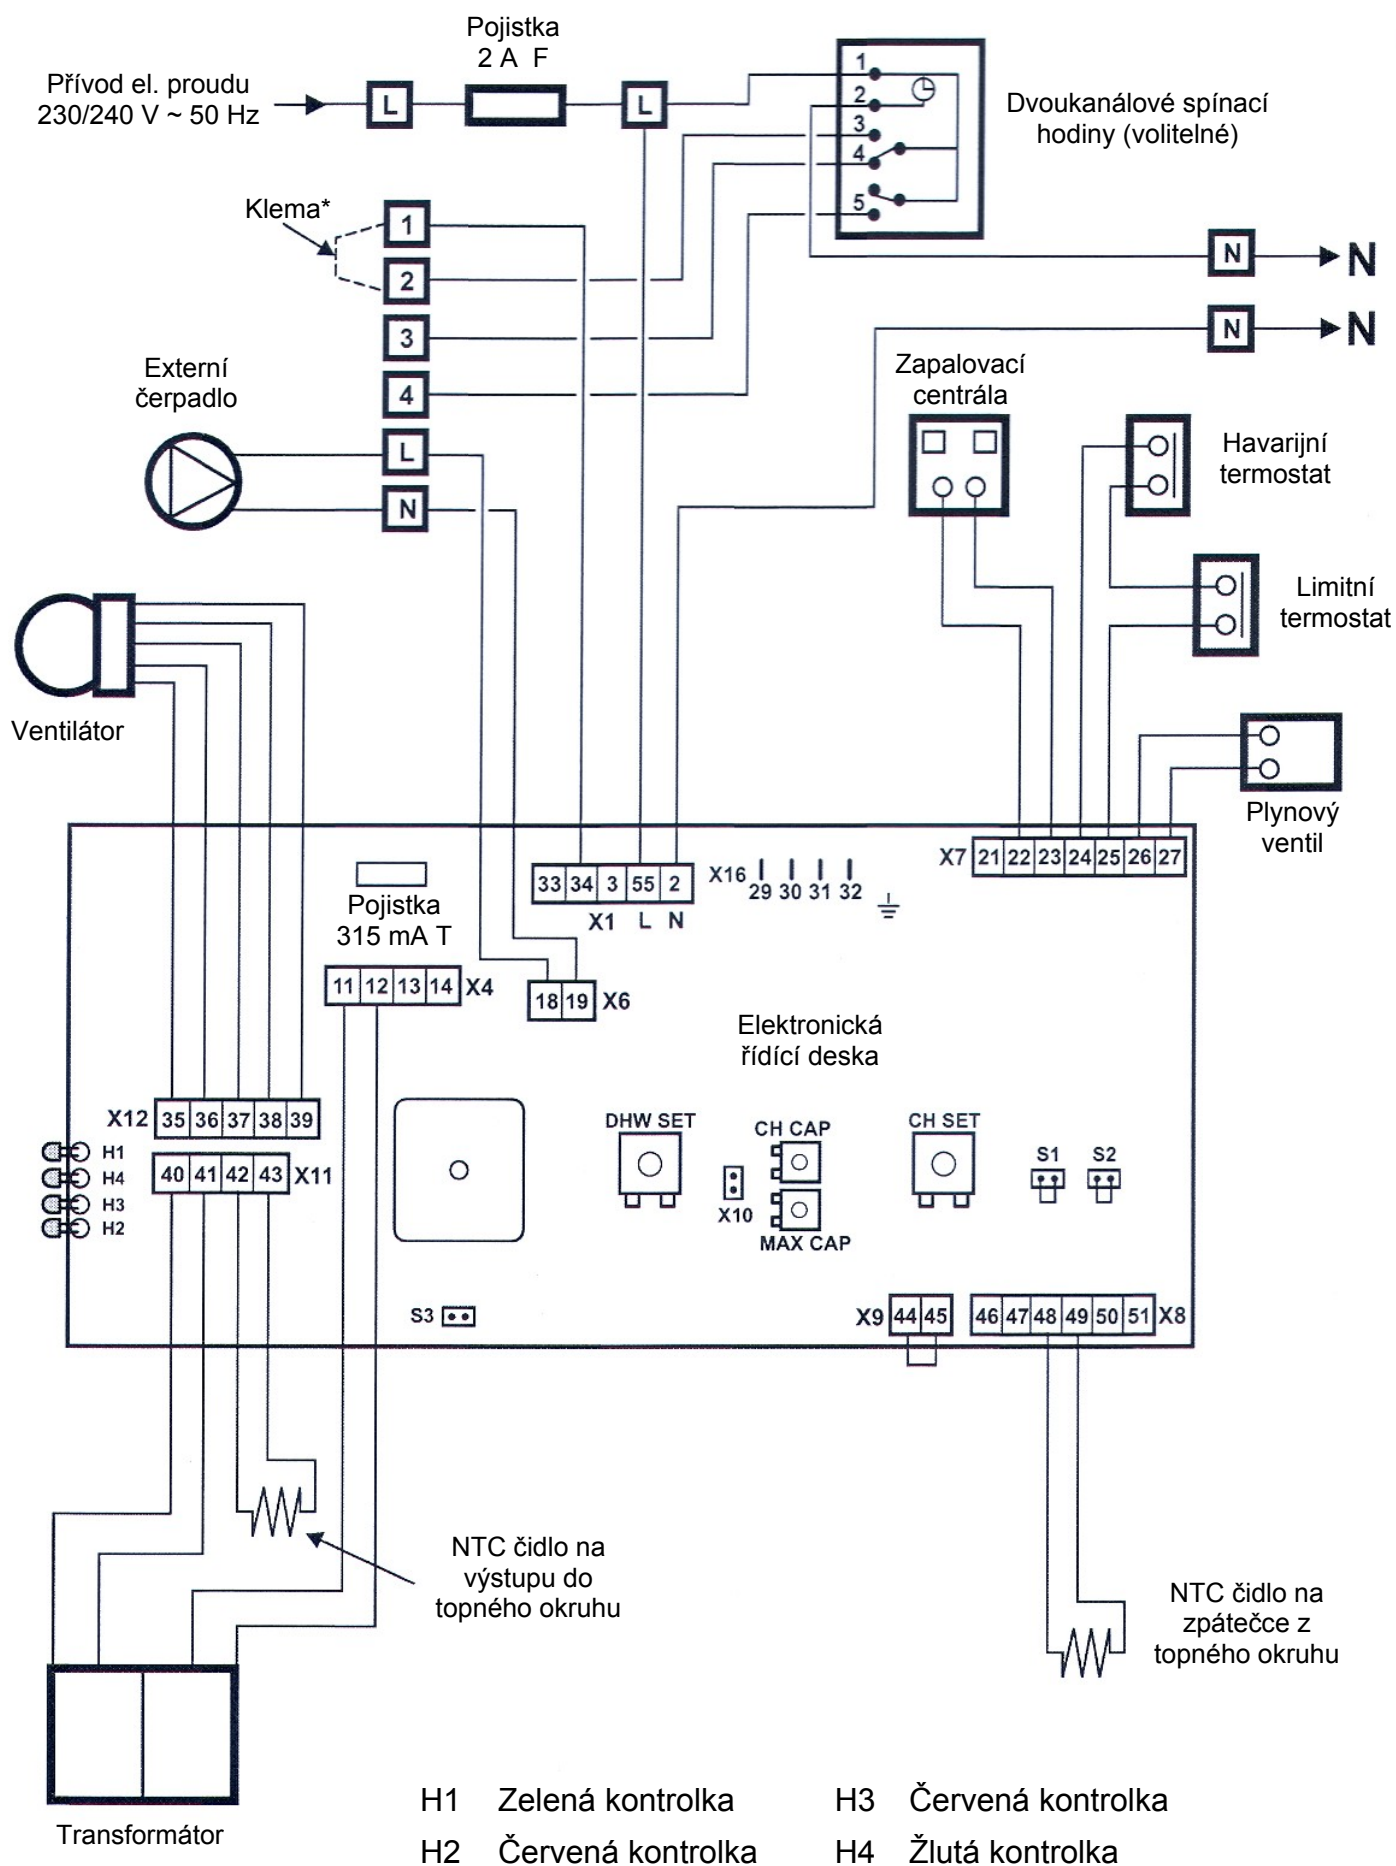 Pojistka
2 A F
Přívod el. proudu
230/240 V ~ 50 Hz
L
L
1
2
3
4
5
Dvoukanálové spínací
hodiny (volitelné)
Klema*
1
2
3
4
L
N
N N
N N
Externí
čerpadlo
Zapalovací
centrála
Havarijní
termostat
Limitní
termostat
Ventilátor
Plynový
ventil
X7 21 22 23 24 25 26 27
33 34 3 55 2
X1 L N
X16
29 30 31 32
Pojistka
315 mA T
11 12 13 14 X4
18 19 X6
Elektronická
řídící deska
X12 35 36 37 38 39
H1
H4
H3
H2
40 41 42 43 X11
DHW SET
CH CAP
CH SET
X10
MAX CAP
S1
S2
S3
X9 44 45
46 47 48 49 50 51 X8
NTC čidlo na
výstupu do
topného okruhu
NTC čidlo na
zpátečce z
topného okruhu
Transformátor
H1 Zelená kontrolka H3 Červená kontrolka
H2 Červená kontrolka H4 Žlutá kontrolka